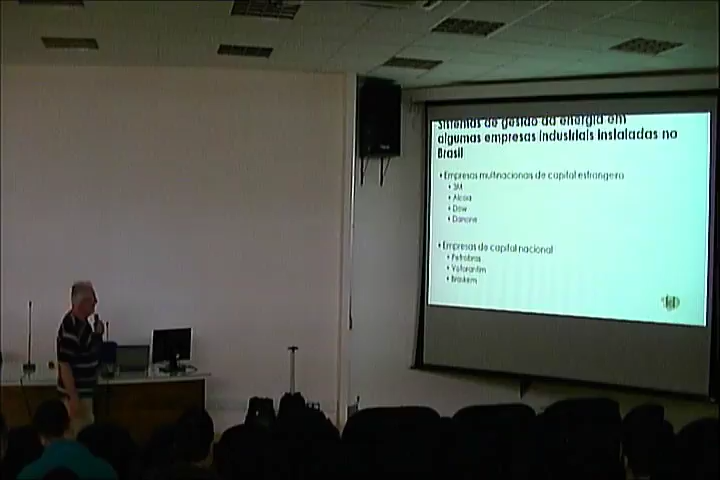 Sistemas de gestão da energia em
algumas empresas industriais instaladas no
Brasil
• Empresas multinacionais de capital estrangeiro
• 3M
• Alcoa
• Dow
• Danone
• Empresas de capital nacional
• Petrobras
• Votorantim
• Braskem